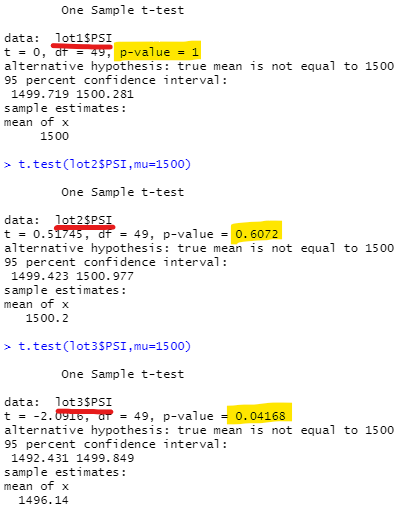 One Sample t-test
data: lot1$PSI
t = 0, df = 49, p-value = 1
alternative hypothesis: true mean is not equal to 1500
95 percent confidence interval:
1499.719 1500.281
sample estimates:
mean of x
1500
> t.test(lot2$PSI,mu=1500)
One Sample t-test
data: lot2$PSI
t = 0.51745, df = 49, p-value = 0.6072
alternative hypothesis: true mean is not equal to 1500
95 percent confidence interval:
1499.423 1500.977
sample estimates:
mean of x
1500.2
> t.test(lot3$PSI,mu=1500)
One Sample t-test
data: lot3$PSI
t = -2.0916, df = 49, p-value = 0.04168
alternative hypothesis: true mean is not equal to 1500
95 percent confidence interval:
1492.431 1499.849
sample estimates:
mean of x
1496.14